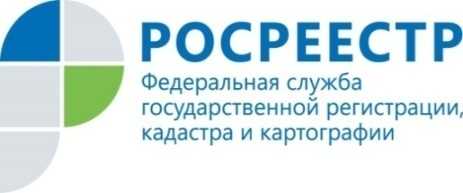 РОСРЕЕСТР
Федеральная служба
государственной регистрации,
кадастра и картографии